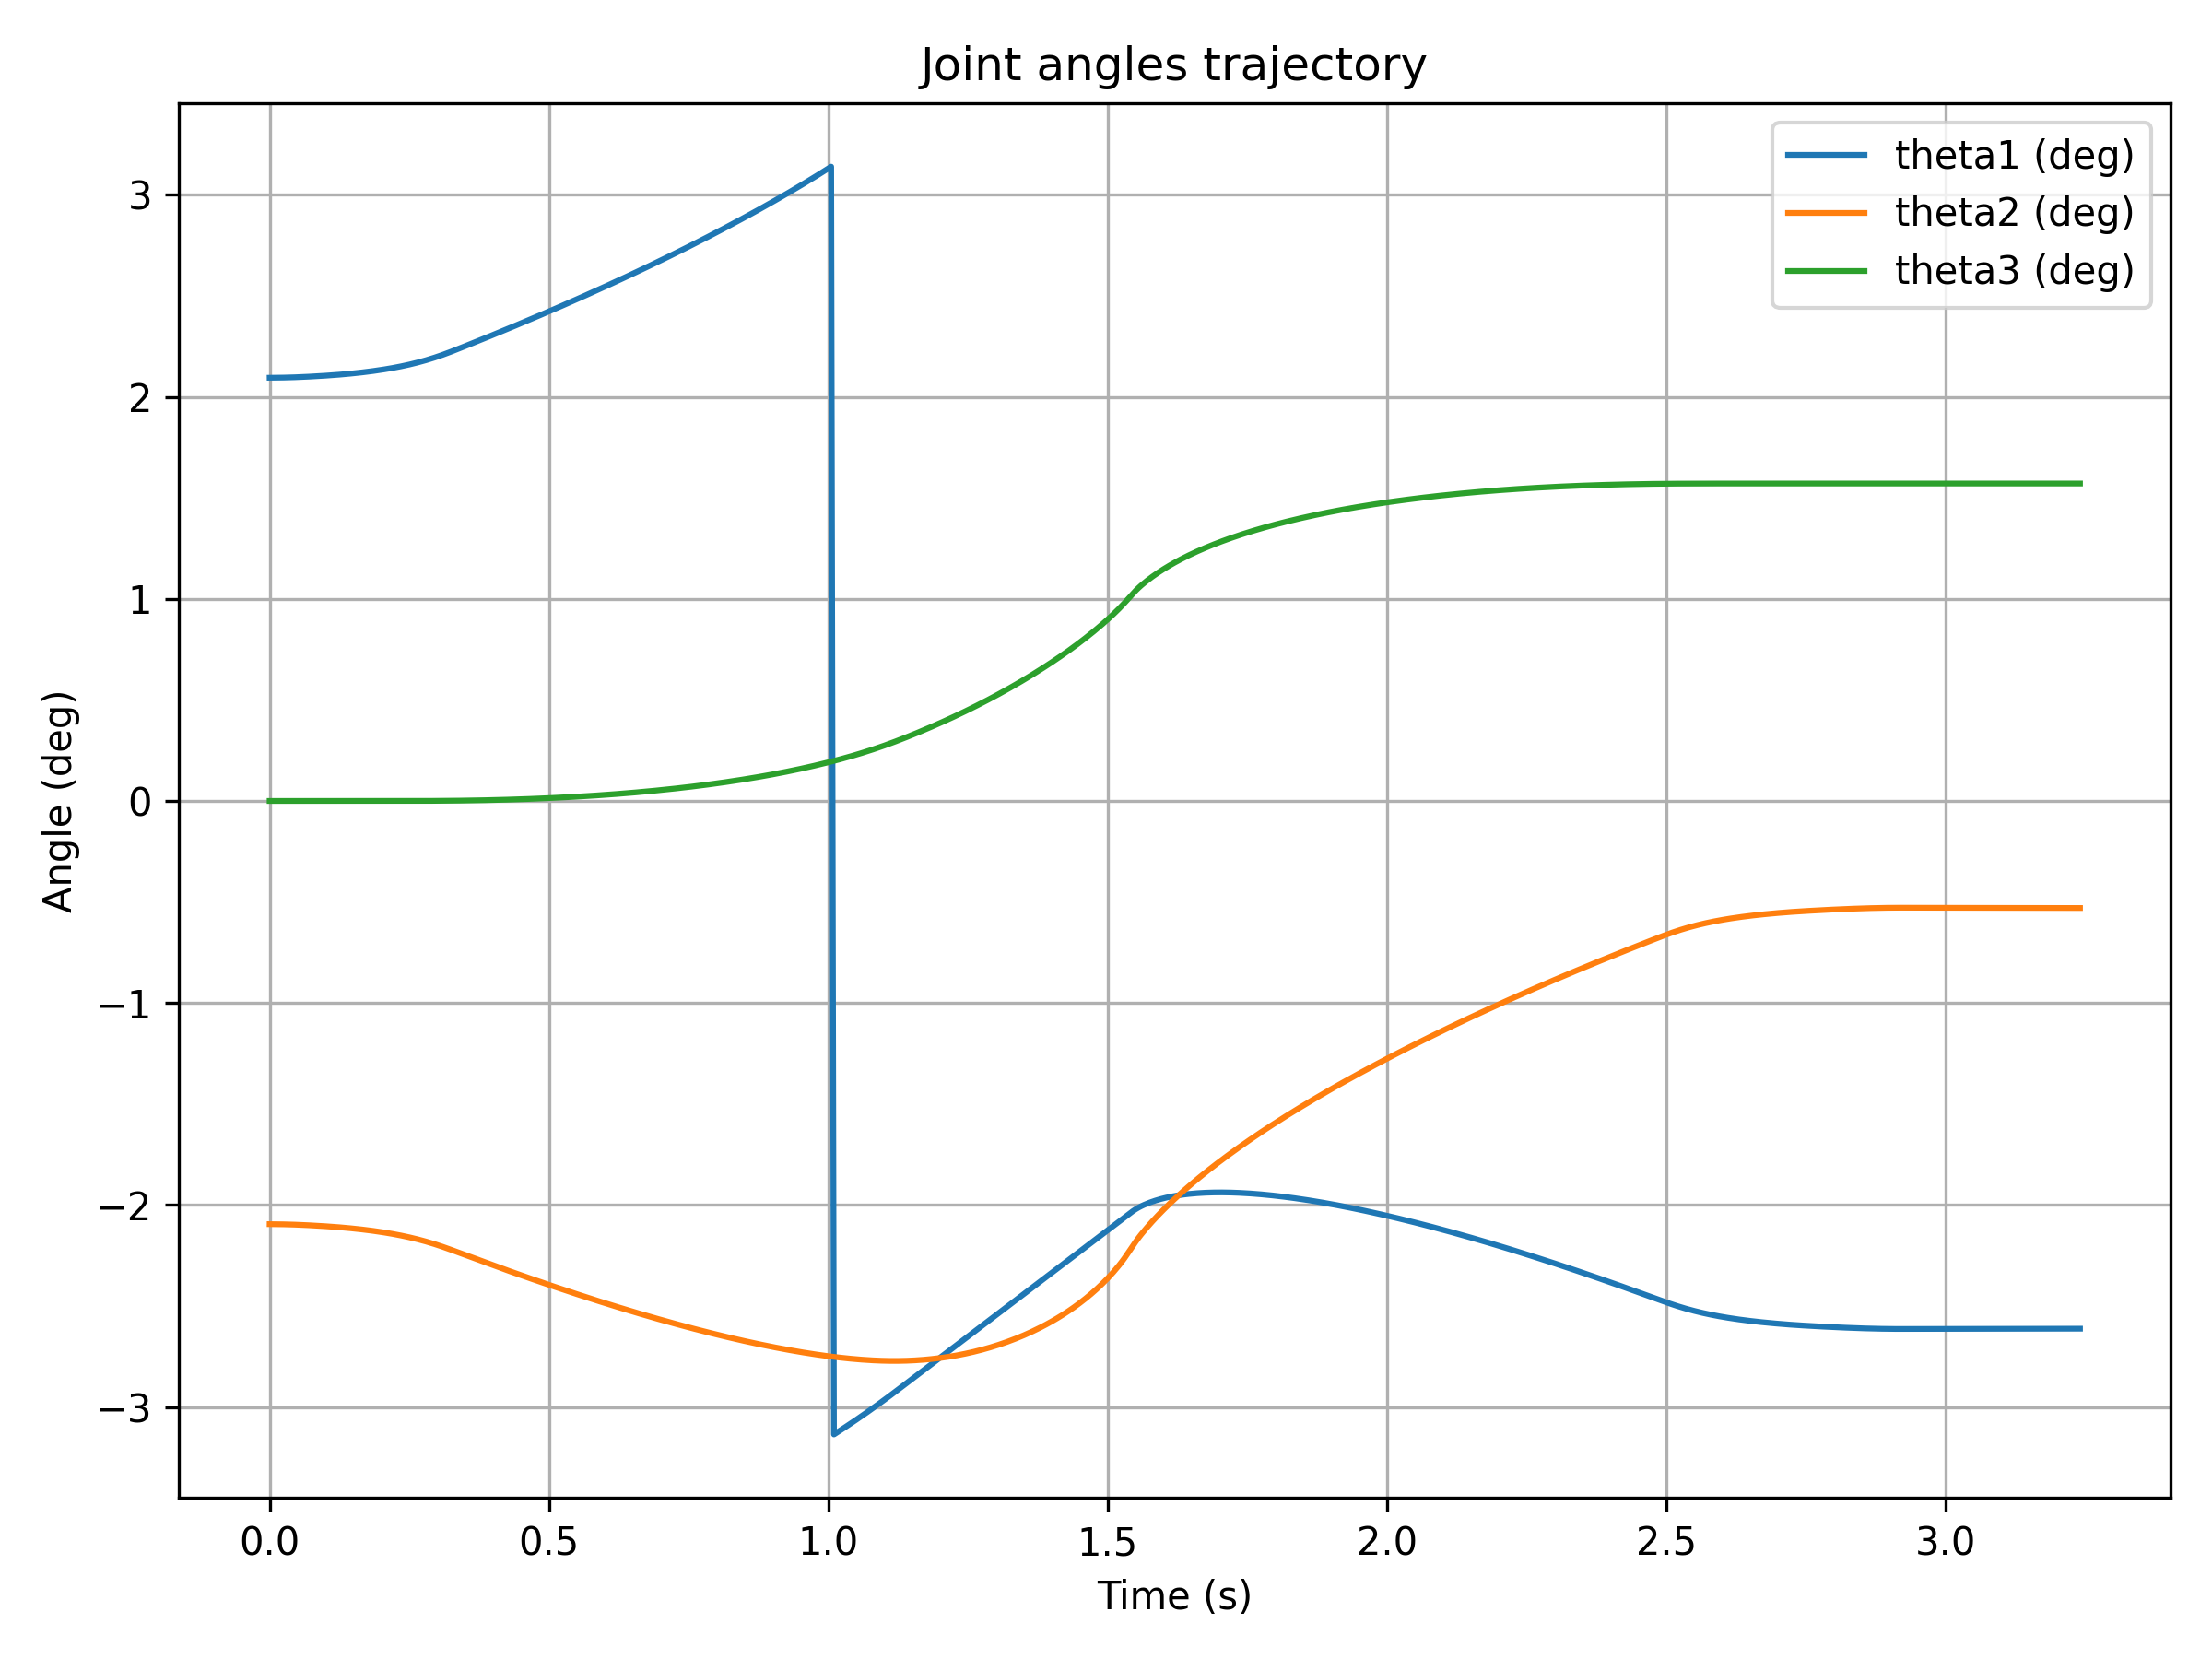 Joint angles trajectory
theta1 (deg)
theta2 (deg)
theta3 (deg)
Angle (deg)
3
2
1
0
−1
−2
−3
0.0 0.5 1.0 1.5 2.0 2.5 3.0
Time (s)